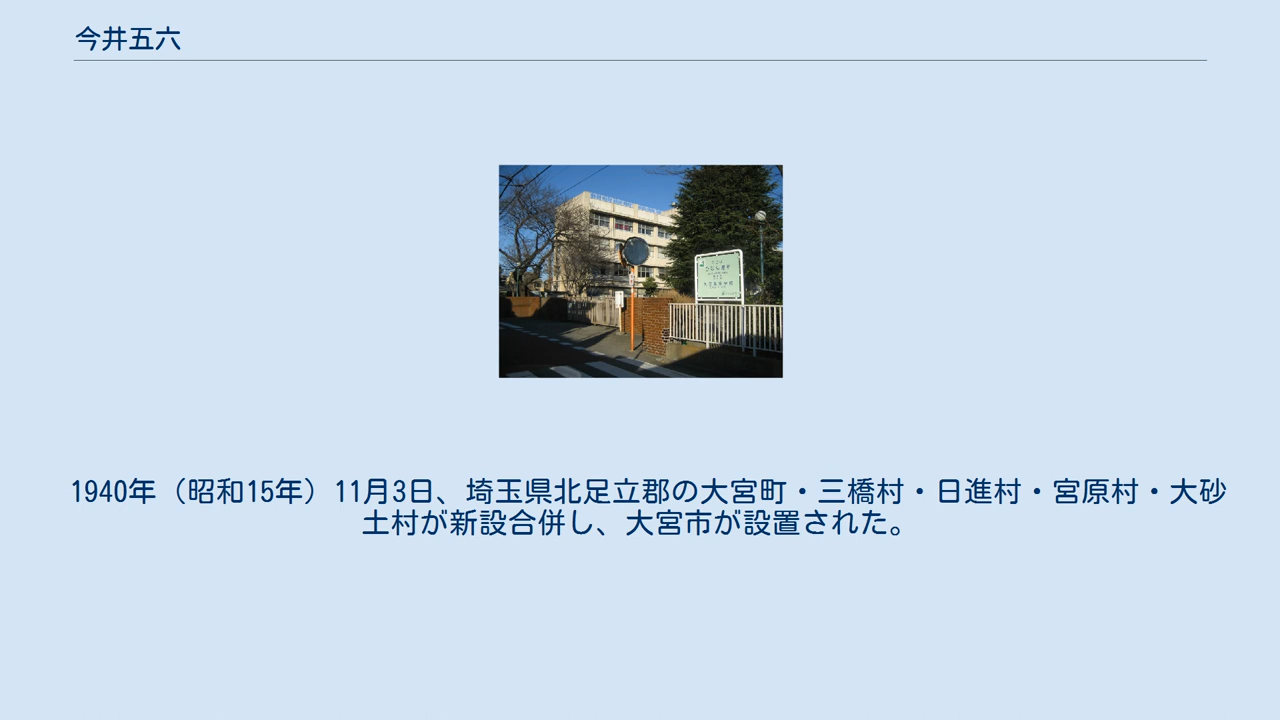 今井五六
1940年（昭和15年）11月3日、埼玉県北足立郡の大宮町・三橋村・日進村・宮原村・大砂
土村が新設合併し、大宮市が設置された。